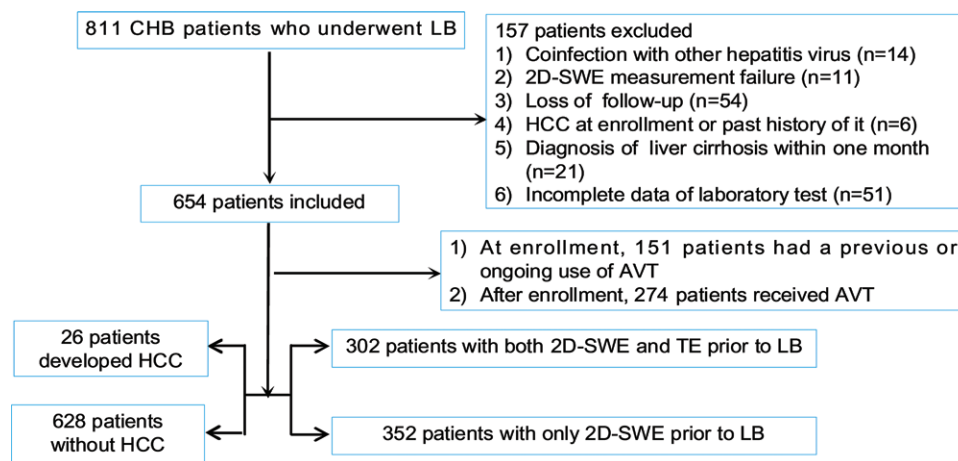 811 CHB patients who underwent LB
157 patients excluded
1) Coinfection with other hepatitis virus (n=14)
2) 2D-SWE measurement failure (n=11)
3) Loss of follow-up (n=54)
4) HCC at enrollment or past history of it (n=6)
5) Diagnosis of liver cirrhosis within one month
(n=21)
6) Incomplete data of laboratory test (n=51)
654 patients included
1) At enrollment, 151 patients had a previous or
ongoing use of AVT
2) After enrollment, 274 patients received AVT
26 patients
developed HCC
302 patients with both 2D-SWE and TE prior to LB
628 patients
without HCC
352 patients with only 2D-SWE prior to LB